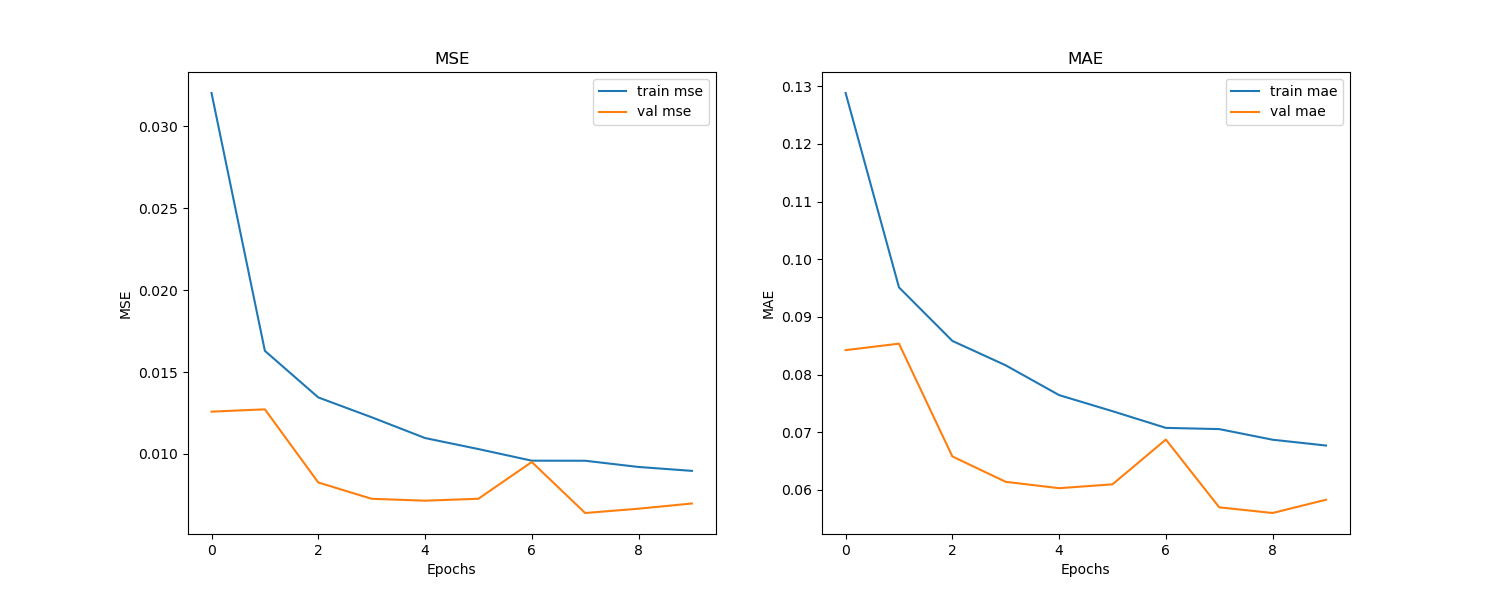 MSE
train mse
val mse
0.030
0.025
0.020
0.015
0.010
MSE
0 2 4 6 8
Epochs
MAE
train mae
val mae
0.13
0.12
0.11
0.10
0.09
0.08
0.07
0.06
MAE
0 2 4 6 8
Epochs